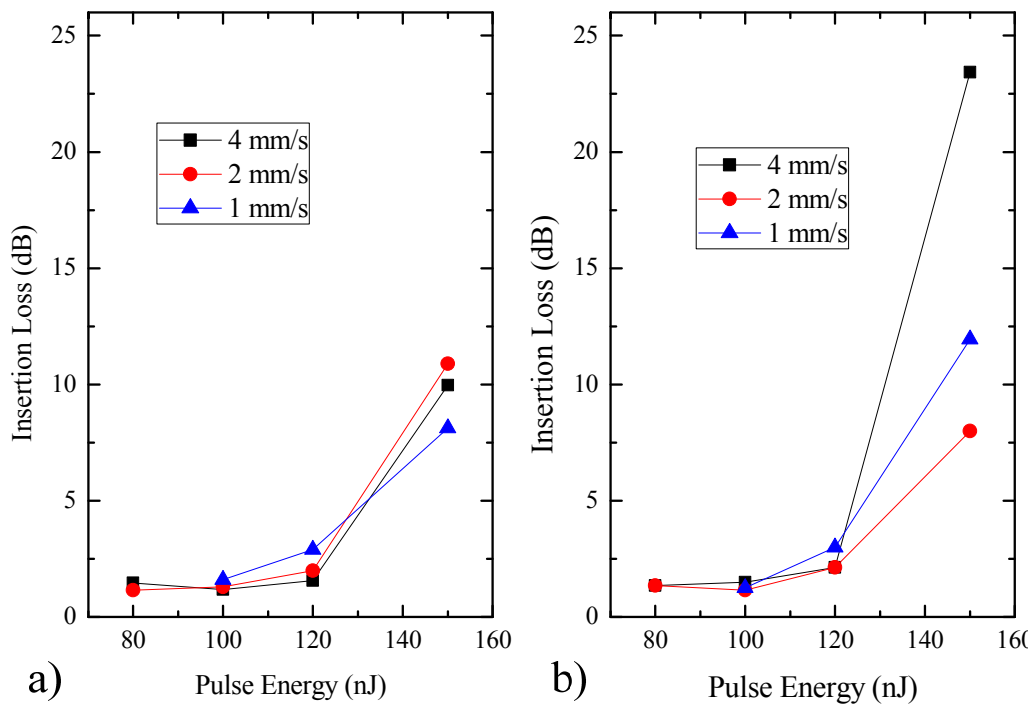 25
20
15
10
5
0
Insertion Loss (dB)
4 mm/s
2 mm/s
1 mm/s
80 100 120 140 160
Pulse Energy (nJ)
a)
25
20
15
10
5
0
Insertion Loss (dB)
4 mm/s
2 mm/s
1 mm/s
80 100 120 140 160
Pulse Energy (nJ)
b)